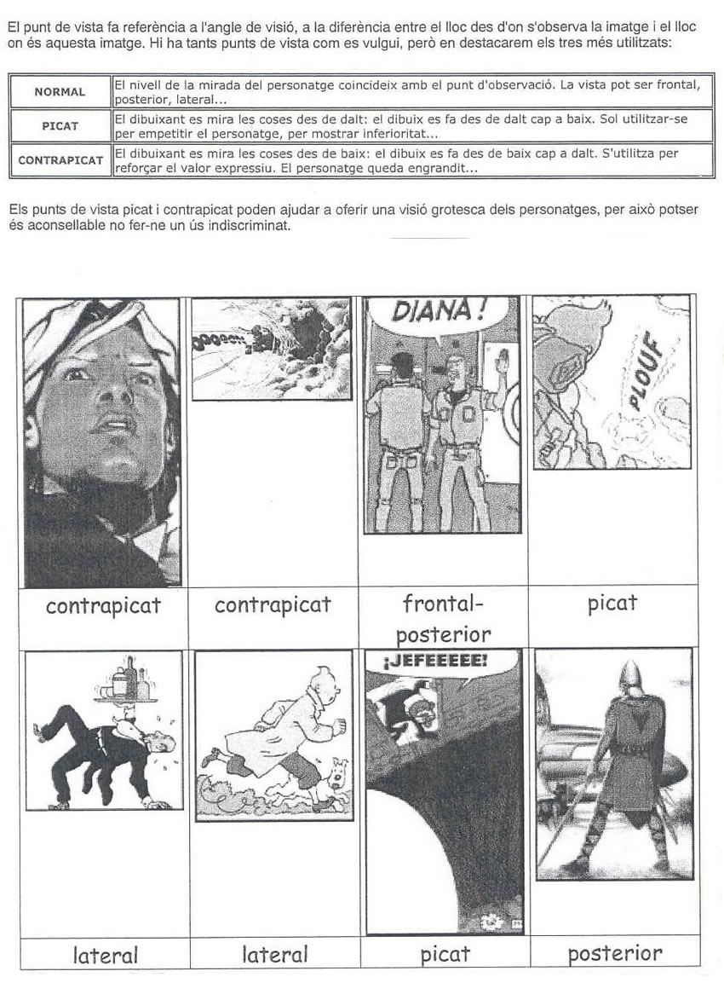 El punt de vista fa referència a l'angle de visió, a la diferència entre el lloc des d'on s'observa la imatge i el lloc
on és aquesta imatge. Hi ha tants punts de vista com es vulgui, però en destacarem els tres més utilitzats:
NORMAL
El nivell de la mirada del personatge coincideix amb el punt d'observació. La vista pot ser frontal,
posterior, lateral...
PICAT
El dibuixant es mira les coses des de dalt: el dibuix es fa des de dalt cap a baix. Sol utilitzar-se
per empetitir el personatge, per mostrar inferioritat...
CONTRAPICAT
El dibuixant es mira les coses des de baix: el dibuix es fa des de baix cap a dalt. S'utilitza per
reforçar el valor expressiu. El personatge queda engrandit...
Els punts de vista picat i contrapicat poden ajudar a oferir una visió grotesca dels personatges, per això potser
és aconsellable no fer-ne un ús indiscriminat.
DIANA!
PLOUF
contrapicat
contrapicat
frontal-
posterior
picat
¡JEFEEEEE!
lateral
lateral
picat
posterior